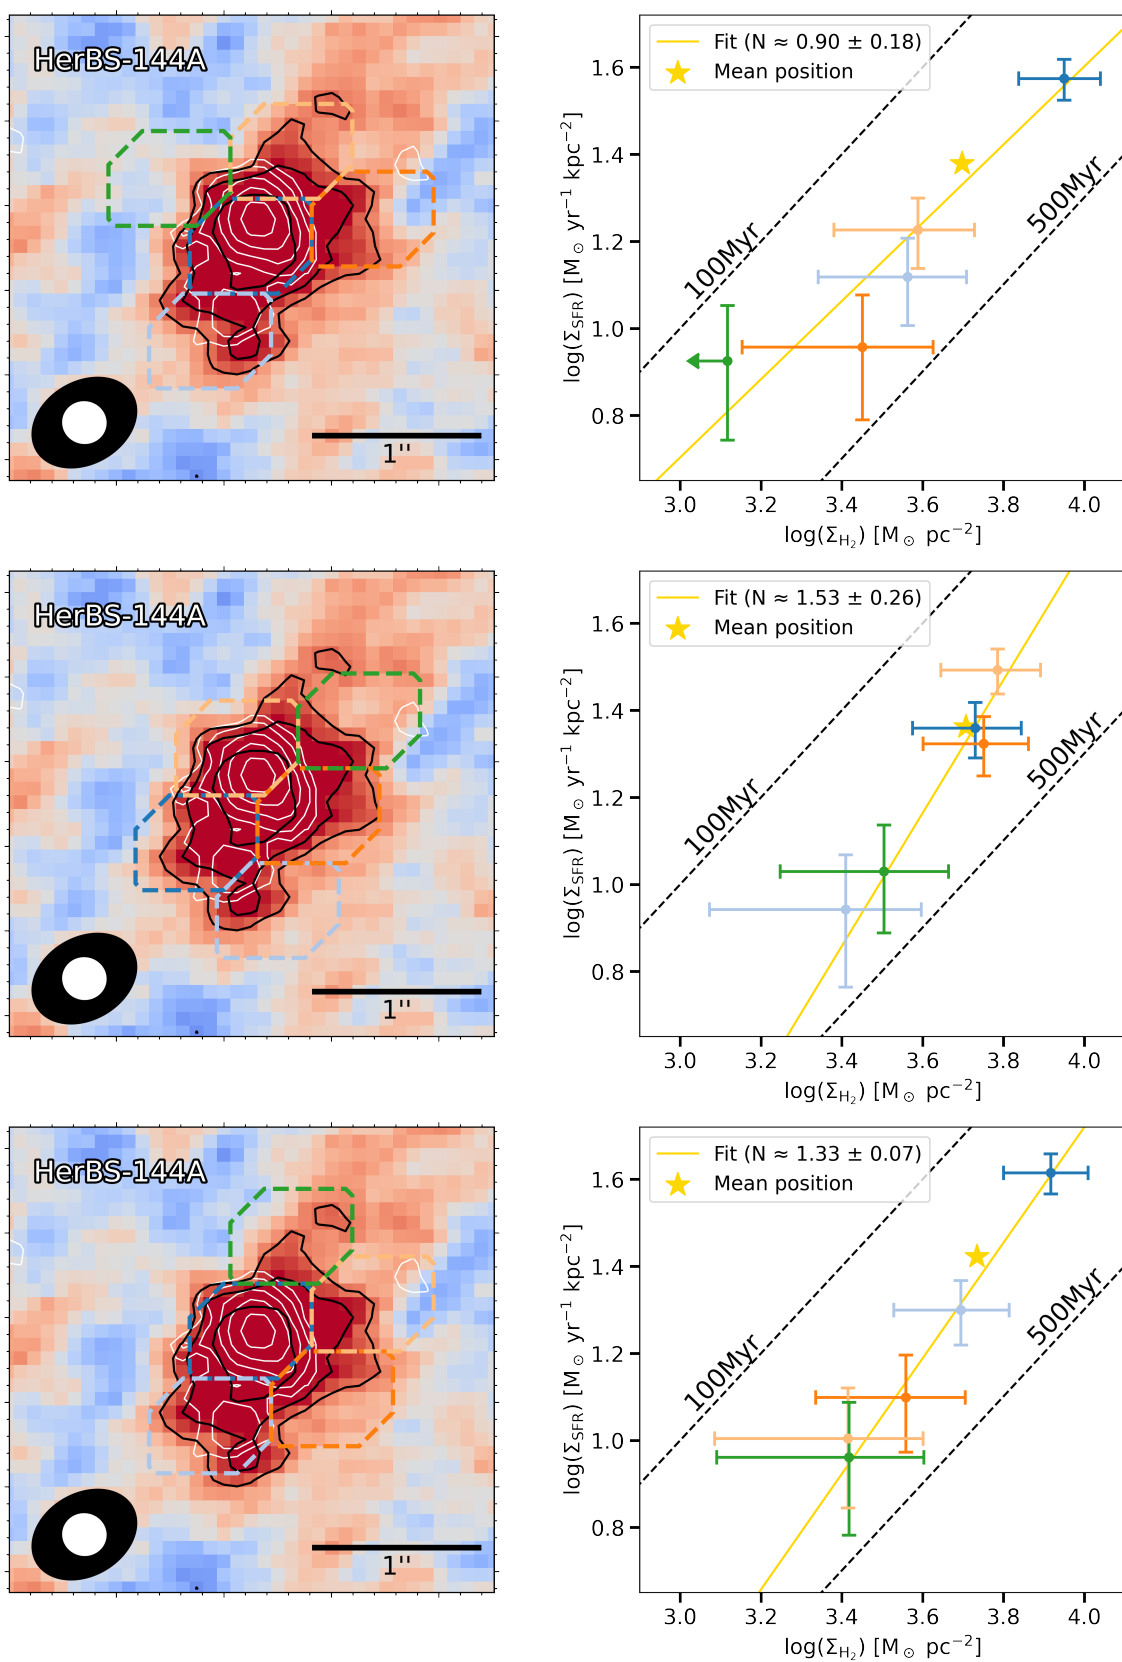 HerBS-144A
1''
Fit (N ≈ 0.90 ± 0.18)
Mean position
100Myr
500Myr
1.6
1.4
1.2
1.0
0.8
log(Σ_SFR) [M⊙ yr⁻¹ kpc⁻²]
3.0 3.2 3.4 3.6 3.8 4.0
log(Σ_H₂) [M⊙ pc⁻²]
HerBS-144A
1''
Fit (N ≈ 1.53 ± 0.26)
Mean position
100Myr
500Myr
1.6
1.4
1.2
1.0
0.8
log(Σ_SFR) [M⊙ yr⁻¹ kpc⁻²]
3.0 3.2 3.4 3.6 3.8 4.0
log(Σ_H₂) [M⊙ pc⁻²]
HerBS-144A
1''
Fit (N ≈ 1.33 ± 0.07)
Mean position
100Myr
500Myr
1.6
1.4
1.2
1.0
0.8
log(Σ_SFR) [M⊙ yr⁻¹ kpc⁻²]
3.0 3.2 3.4 3.6 3.8 4.0
log(Σ_H₂) [M⊙ pc⁻²]